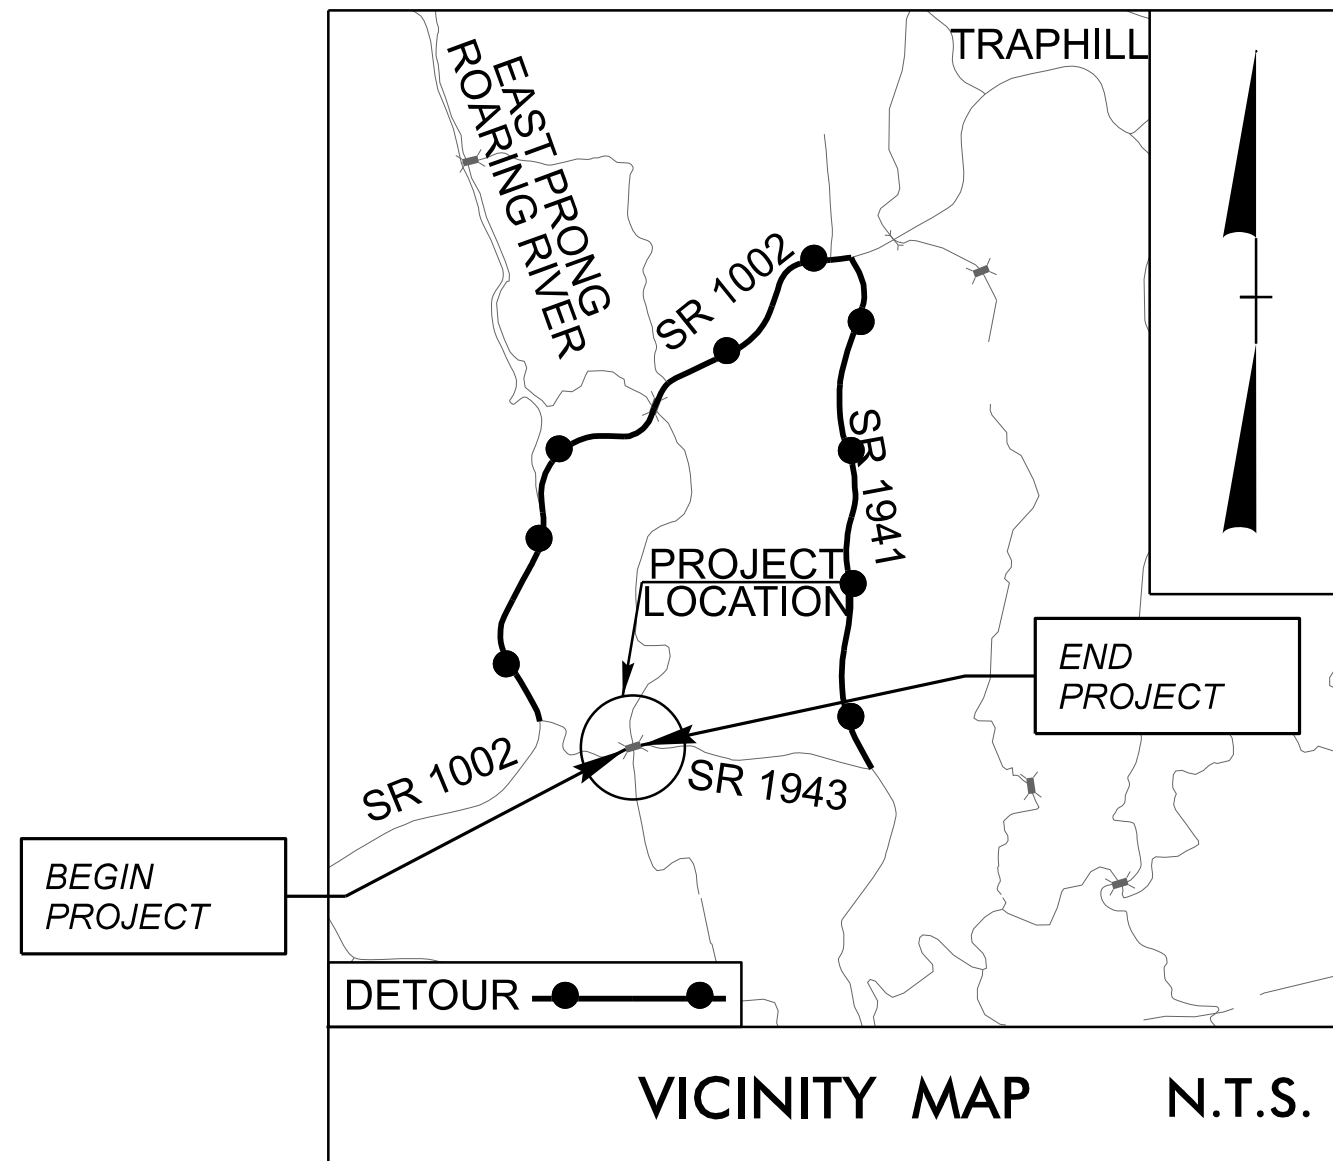 TRAPHILL
EAST PRONG
ROARING RIVER
SR 1002
SR 1941
PROJECT
LOCATION
END
PROJECT
SR 1002
SR 1943
BEGIN
PROJECT
DETOUR
VICINITY MAP N.T.S.